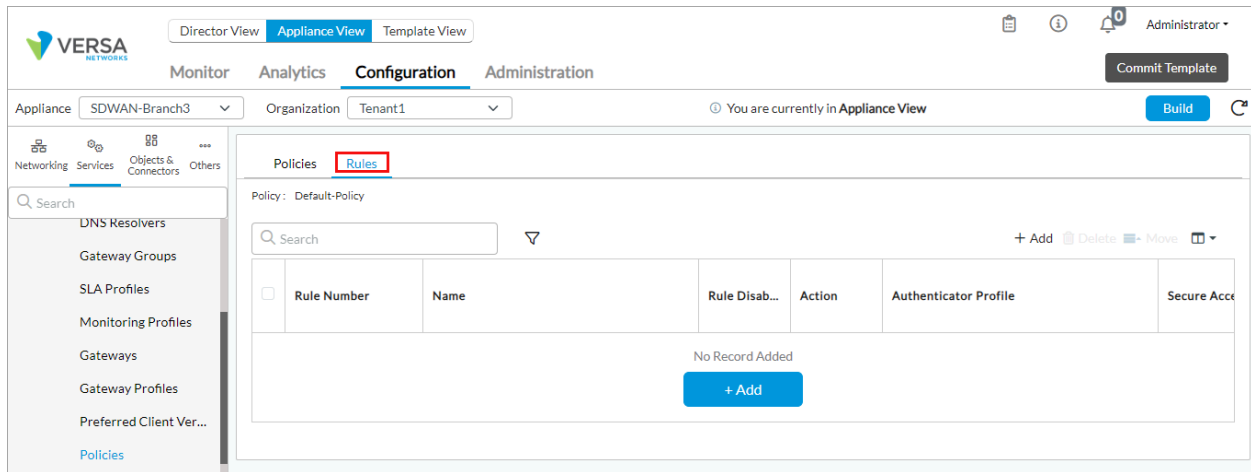 Director View Appliance View Template View
0
Administrator
VERSA
NETWORKS
Monitor Analytics Configuration Administration
Commit Template
Appliance SDWAN-Branch3 Organization Tenant1 You are currently in Appliance View Build
Networking Services Objects & Connectors Others
Policies Rules
Search
Policy : Default-Policy
DNS Resolvers
Search + Add Delete Move
Gateway Groups
SLA Profiles
Rule Number Name Rule Disab... Action Authenticator Profile Secure Acce
Monitoring Profiles
Gateways
No Record Added
Gateway Profiles
+ Add
Preferred Client Ver...
Policies